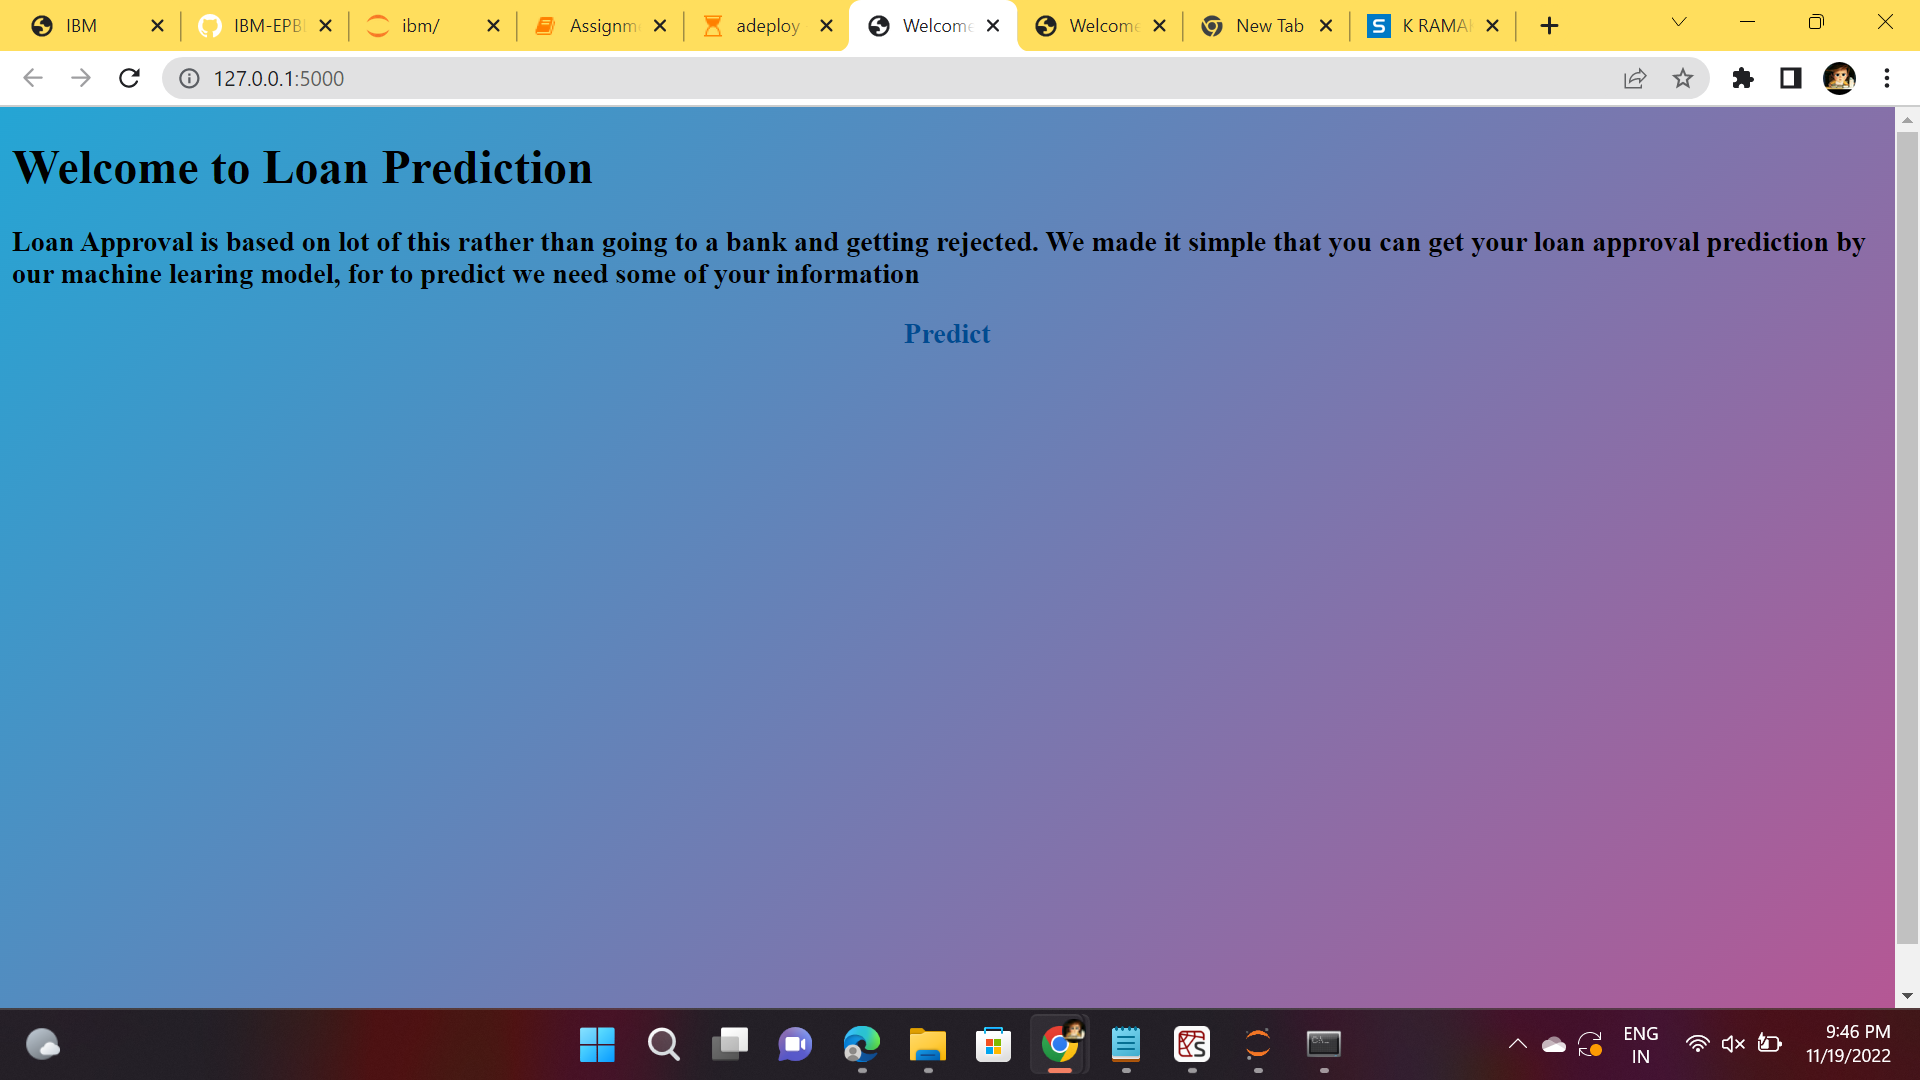 IBM
IBM-EPBL
ibm/
Assignm
adeploy
Welcome
Welcome
New Tab
K RAMAK
127.0.0.1:5000
Welcome to Loan Prediction
Loan Approval is based on lot of this rather than going to a bank and getting rejected. We made it simple that you can get your loan approval prediction by
our machine learing model, for to predict we need some of your information
Predict
ENG
IN
9:46 PM
11/19/2022